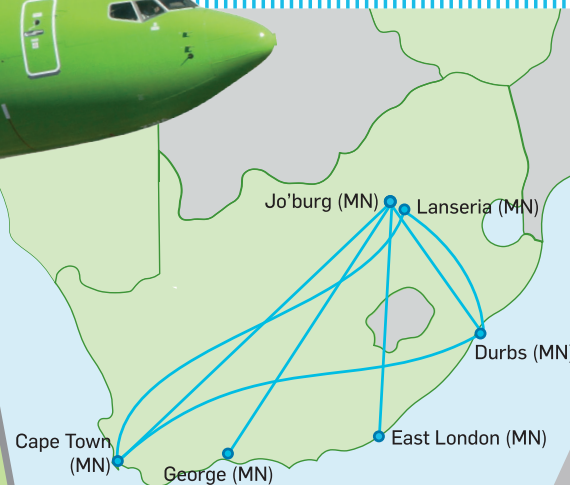 Jo'burg (MN)
Lanseria (MN)
Durbs (MN)
Cape Town
(MN)
East London (MN)
George (MN)